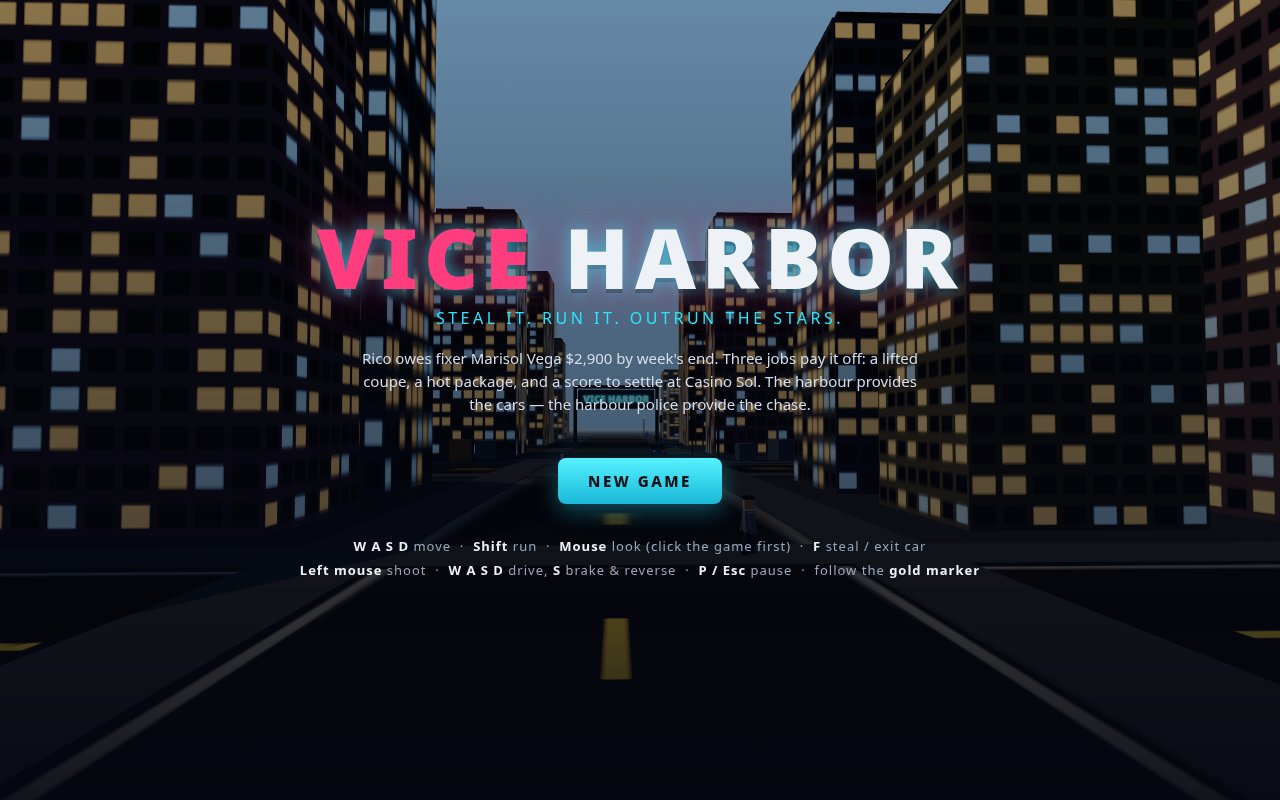 VICE HARBOR
STEAL IT. RUN IT. OUTRUN THE STARS.
Rico owes fixer Marisol Vega $2,900 by week's end. Three jobs pay it off: a lifted
coupe, a hot package, and a score to settle at Casino Sol. The harbour provides
VICE HARBOR
the cars — the harbour police provide the chase.
NEW GAME
W A S D move · Shift run · Mouse look (click the game first) · F steal / exit car
Left mouse shoot · W A S D drive, S brake & reverse · P / Esc pause · follow the gold marker